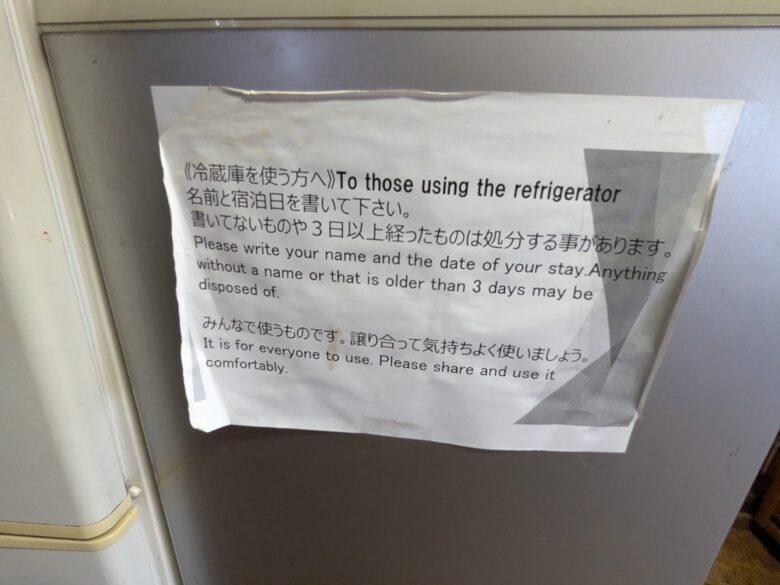 《冷蔵庫を使う方へ》To those using the refrigerator
名前と宿泊日を書いて下さい。
書いてないものや３日以上経ったものは処分する事があります。
Please write your name and the date of your stay.Anything
without a name or that is older than 3 days may be
disposed of.
みんなで使うものです。譲り合って気持ちよく使いましょう。
It is for everyone to use. Please share and use it
comfortably.